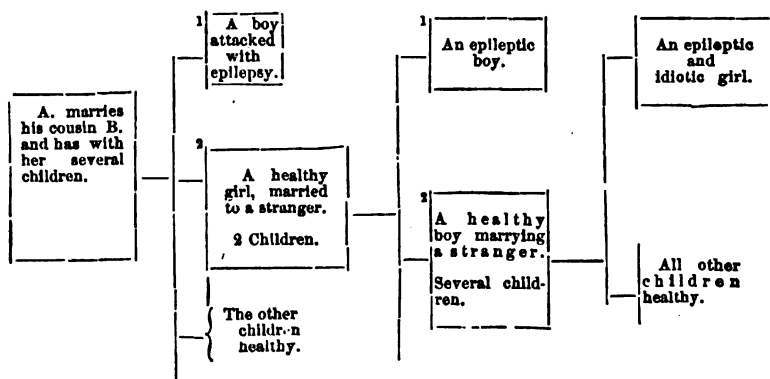 A. marries
his cousin B.
and has with
her several
children.
1
A boy
attacked
with
epilepsy.
2
A healthy
girl, married
to a stranger.
2 Children.
The other
children
healthy.
1
An epileptic
boy.
2
A healthy
boy marrying
a stranger.
Several child-
ren.
An epileptic
and
idiotic girl.
All other
children
healthy.